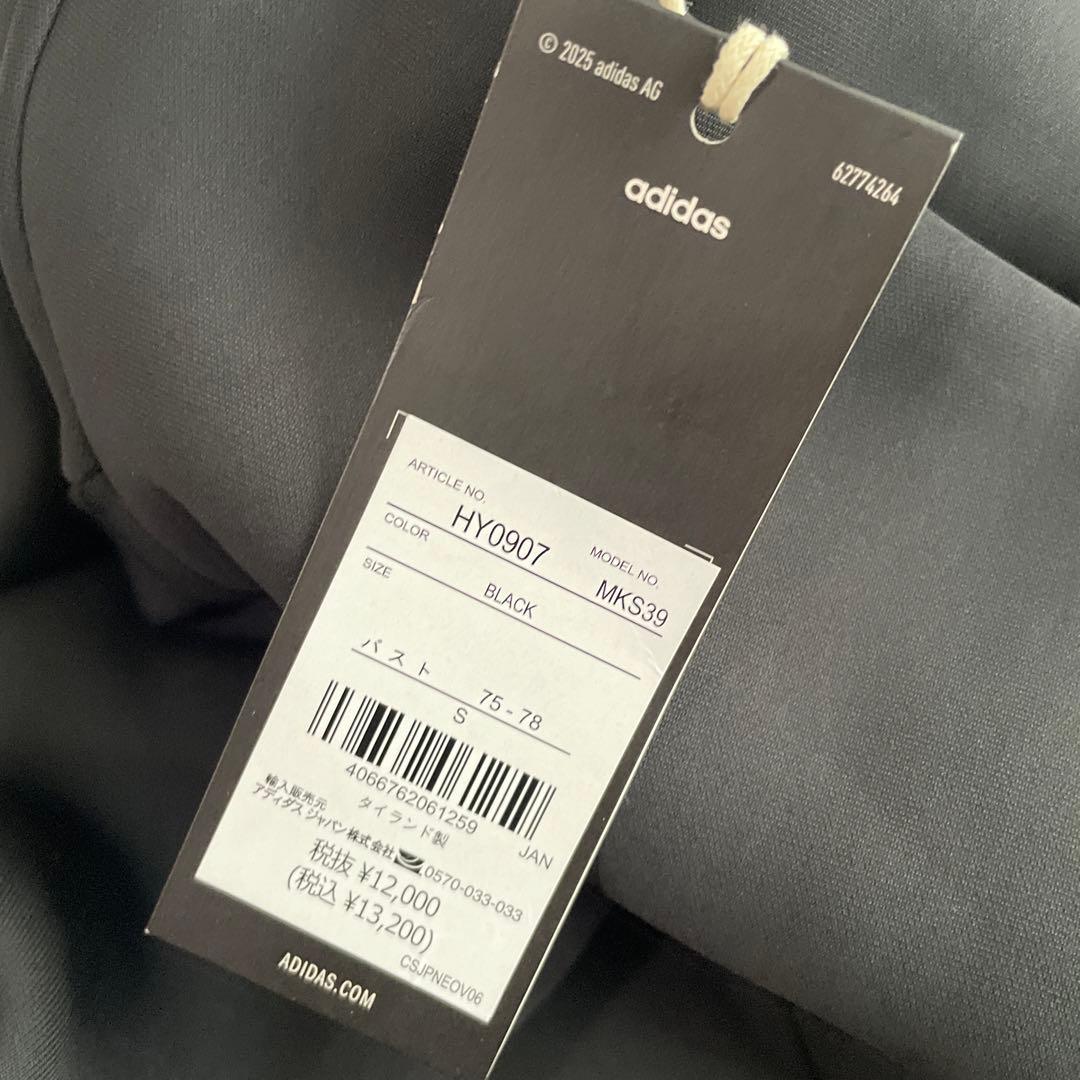 © 2025 adidas AG
62774264
adidas
ARTICLE NO.
HY0907
MODEL NO.
MKS39
COLOR
BLACK
SIZE
バスト 75 - 78
S
4066762061259
JAN
タイランド製
輸入販売元
アディダス ジャパン株式会社 0570-033-033
税抜 ¥12,000
(税込 ¥13,200)
CSJPNEOV06
ADIDAS.COM